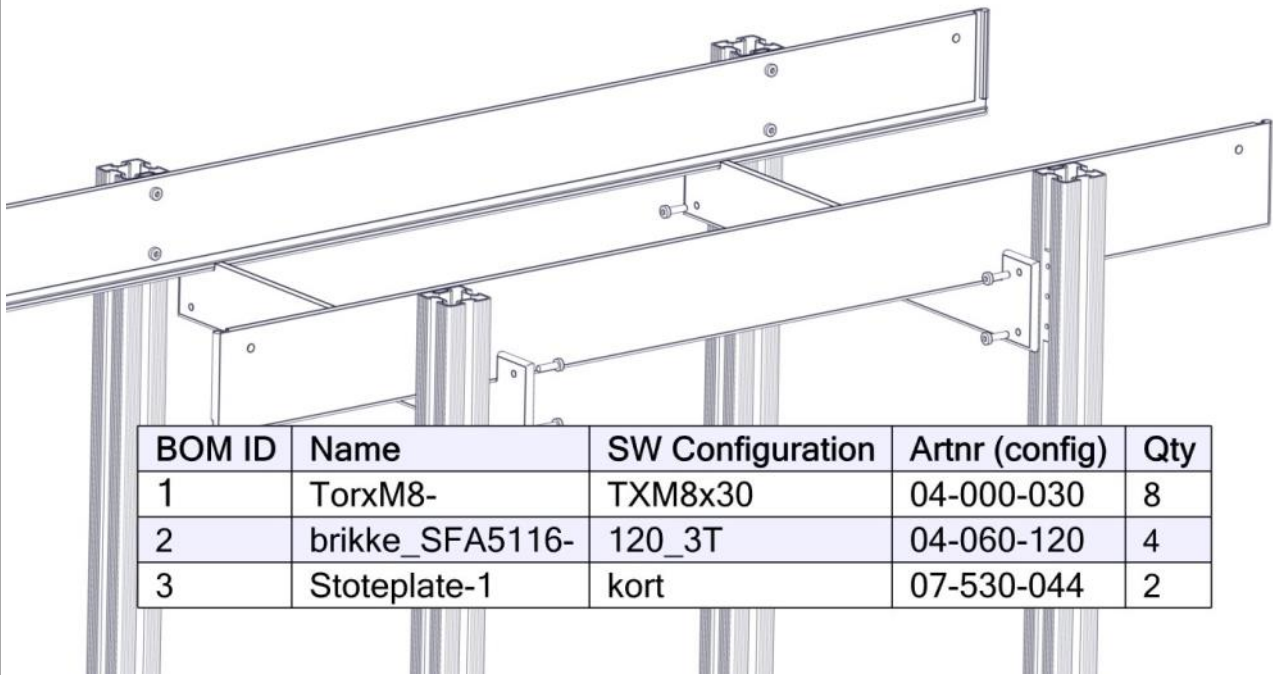 BOM ID Name SW Configuration Artnr (config) Qty
1 TorxM8- TXM8x30 04-000-030 8
2 brikke_SFA5116- 120_3T 04-060-120 4
3 Stoteplate-1 kort 07-530-044 2